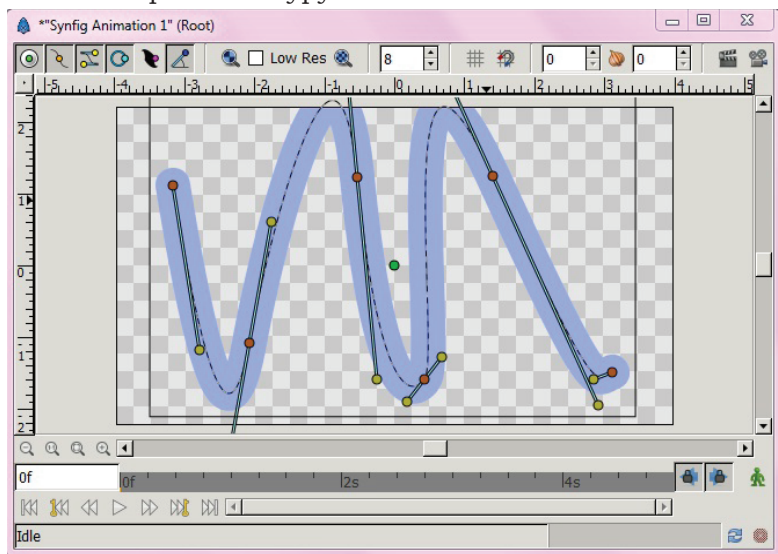 *"Synfig Animation 1" (Root)
Low Res 8 0 0
-5 -4 -3 -2 -1 0 1 2 3 4 5
2
1
0
1
2
0f 0f 2s 4s
Idle